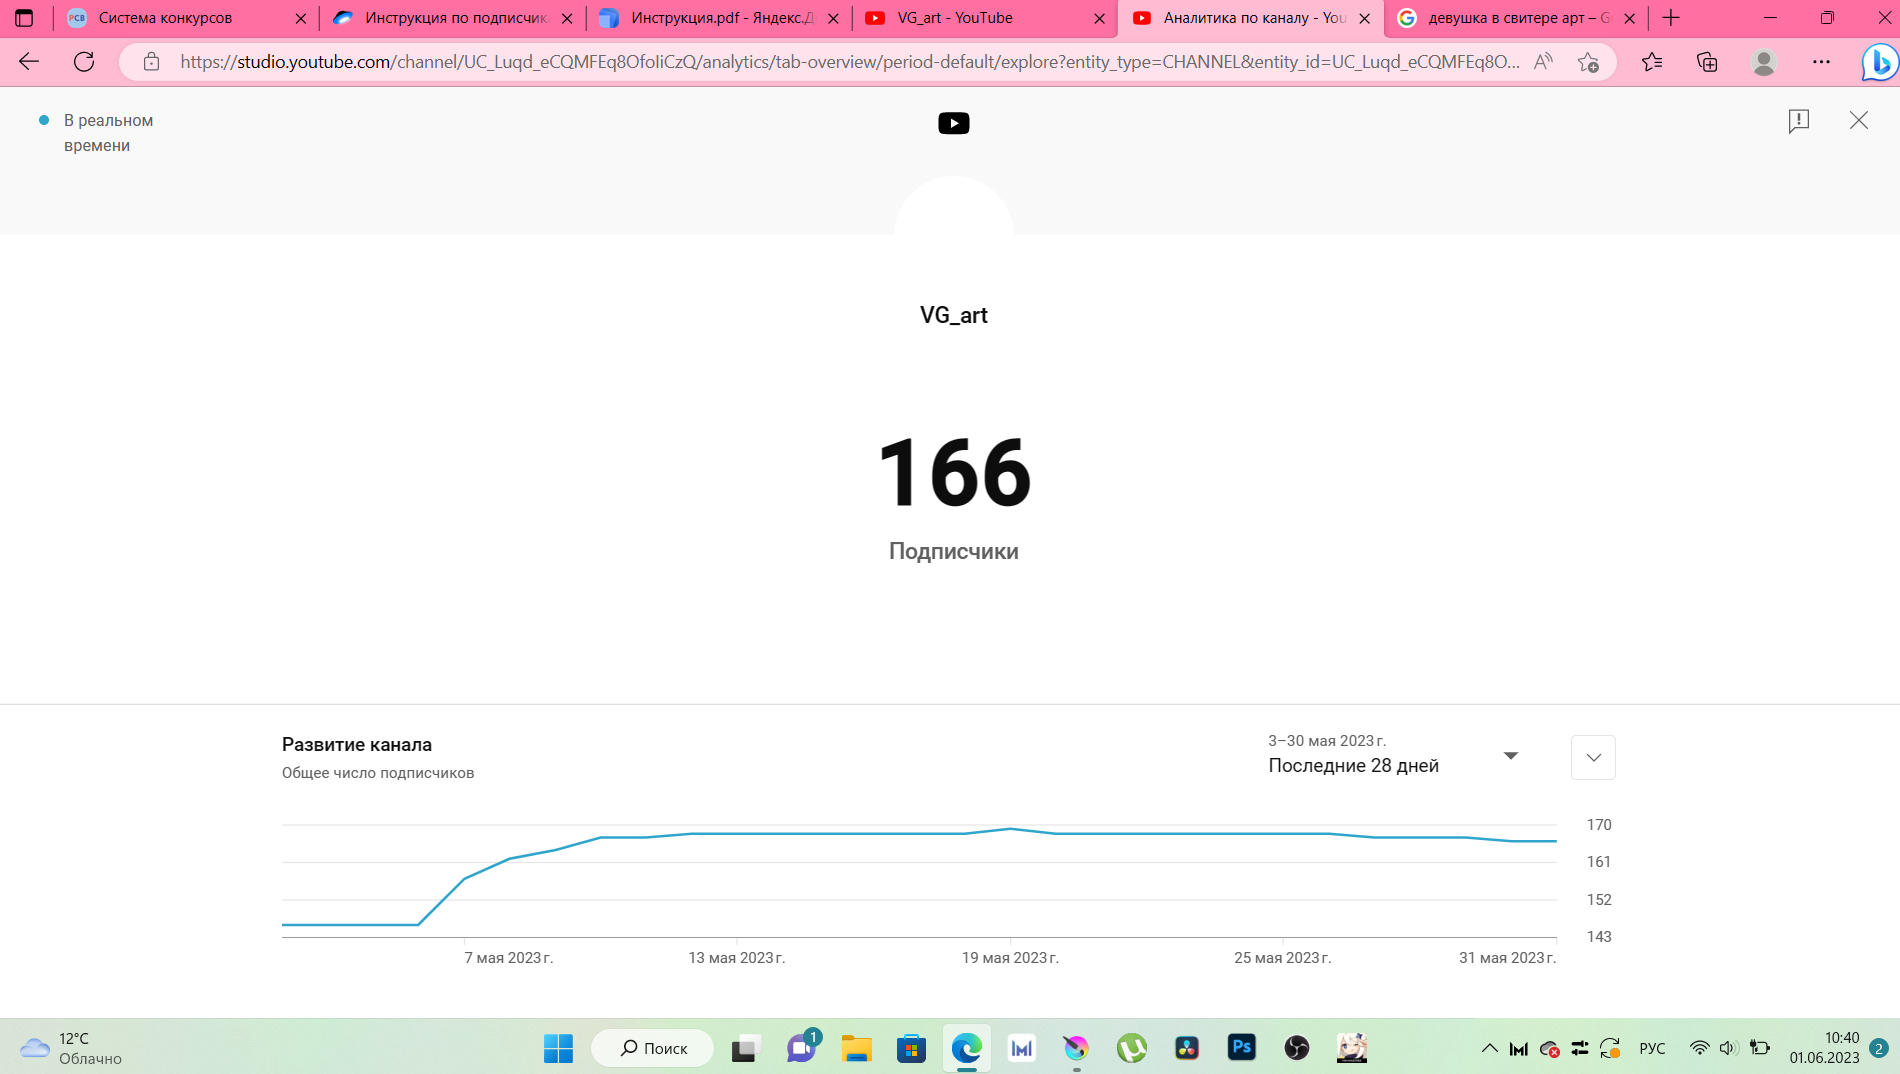 Система конкурсов
Инструкция по подписчик
Инструкция.pdf - Яндекс.Д
VG_art - YouTube
Аналитика по каналу - You
девушка в свитере арт – G
https://studio.youtube.com/channel/UC_Luqd_eCQMFEq8OfoIiCzQ/analytics/tab-overview/period-default/explore?entity_type=CHANNEL&entity_id=UC_Luqd_eCQMFEq8O...
В реальном
времени
VG_art
166
Подписчики
Развитие канала
Общее число подписчиков
3–30 мая 2023 г.
Последние 28 дней
170
161
152
143
7 мая 2023 г.
13 мая 2023 г.
19 мая 2023 г.
25 мая 2023 г.
31 мая 2023 г.
12°C
Облачно
Поиск
1
Ps
РУС
10:40
01.06.2023
2